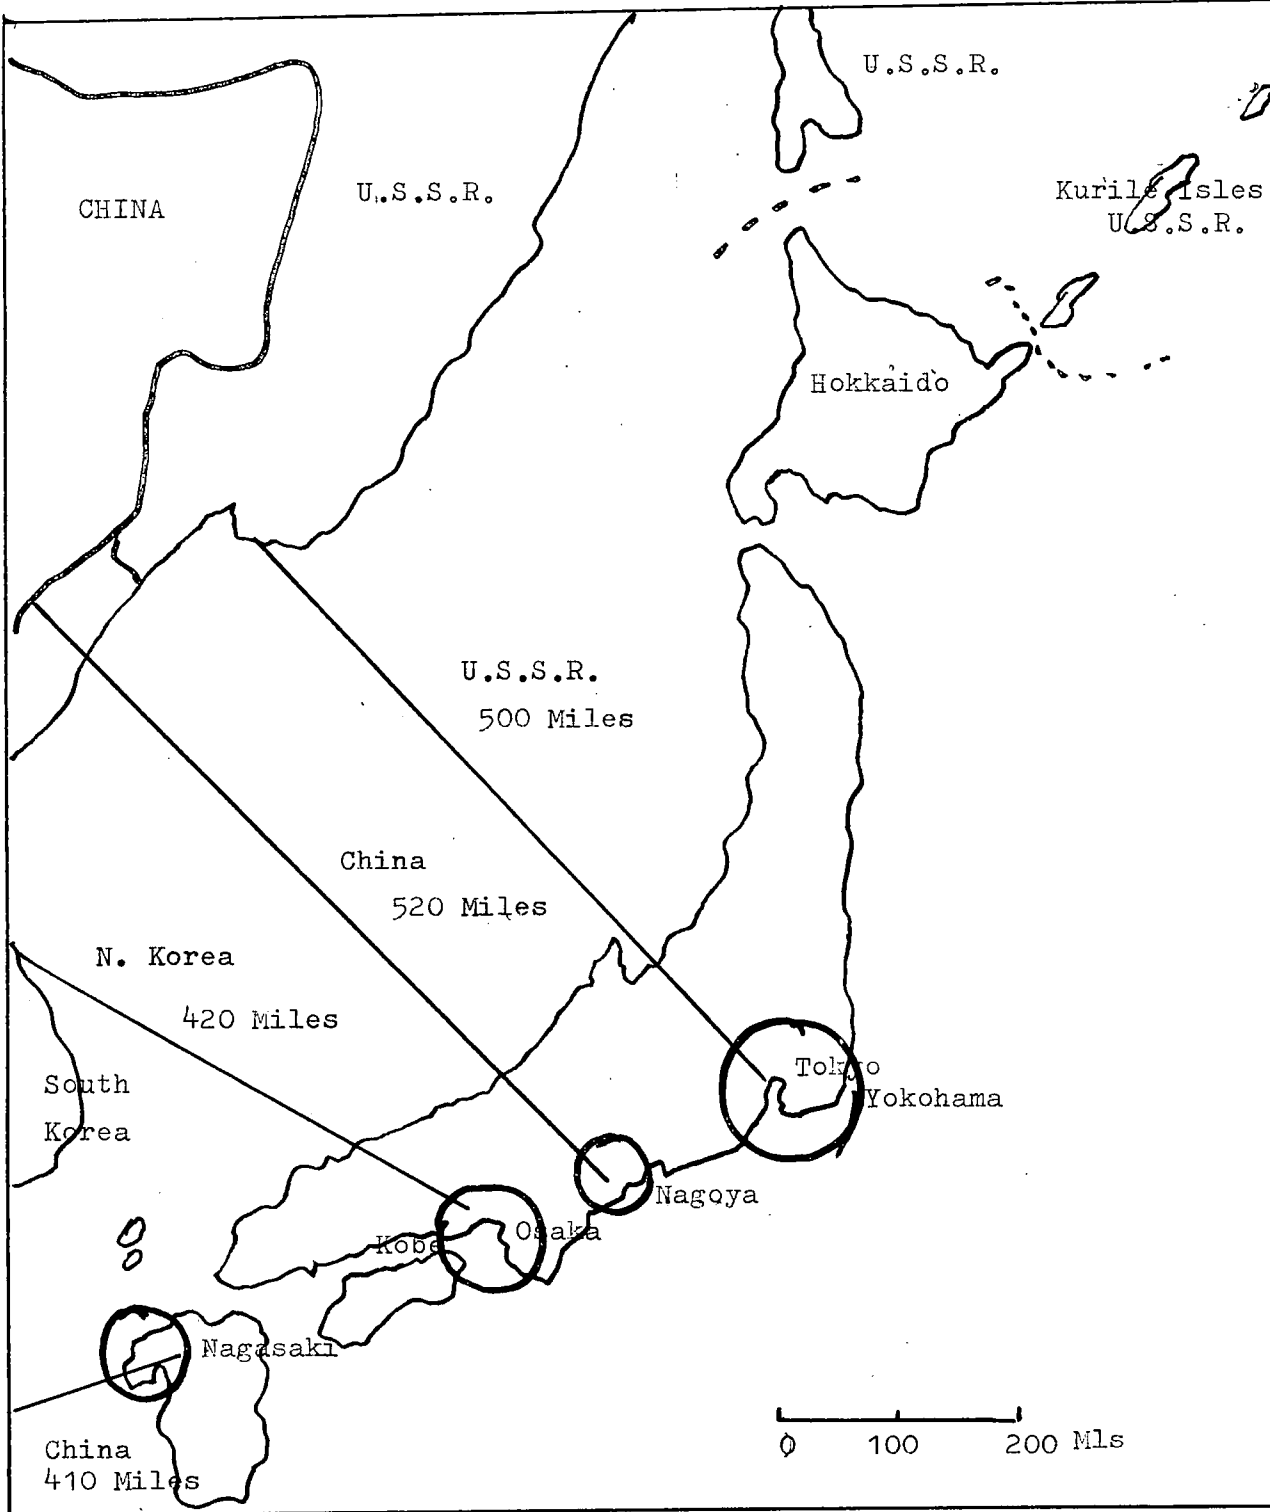 U.S.S.R.
CHINA
U.S.S.R.
Kurile Isles
U.S.S.R.
Hokkaido
U.S.S.R.
500 Miles
China
520 Miles
N. Korea
420 Miles
South
Korea
Tokyo
Yokohama
Nagoya
Osaka
Kobe
Nagasaki
China
410 Miles
0 100 200 Mls